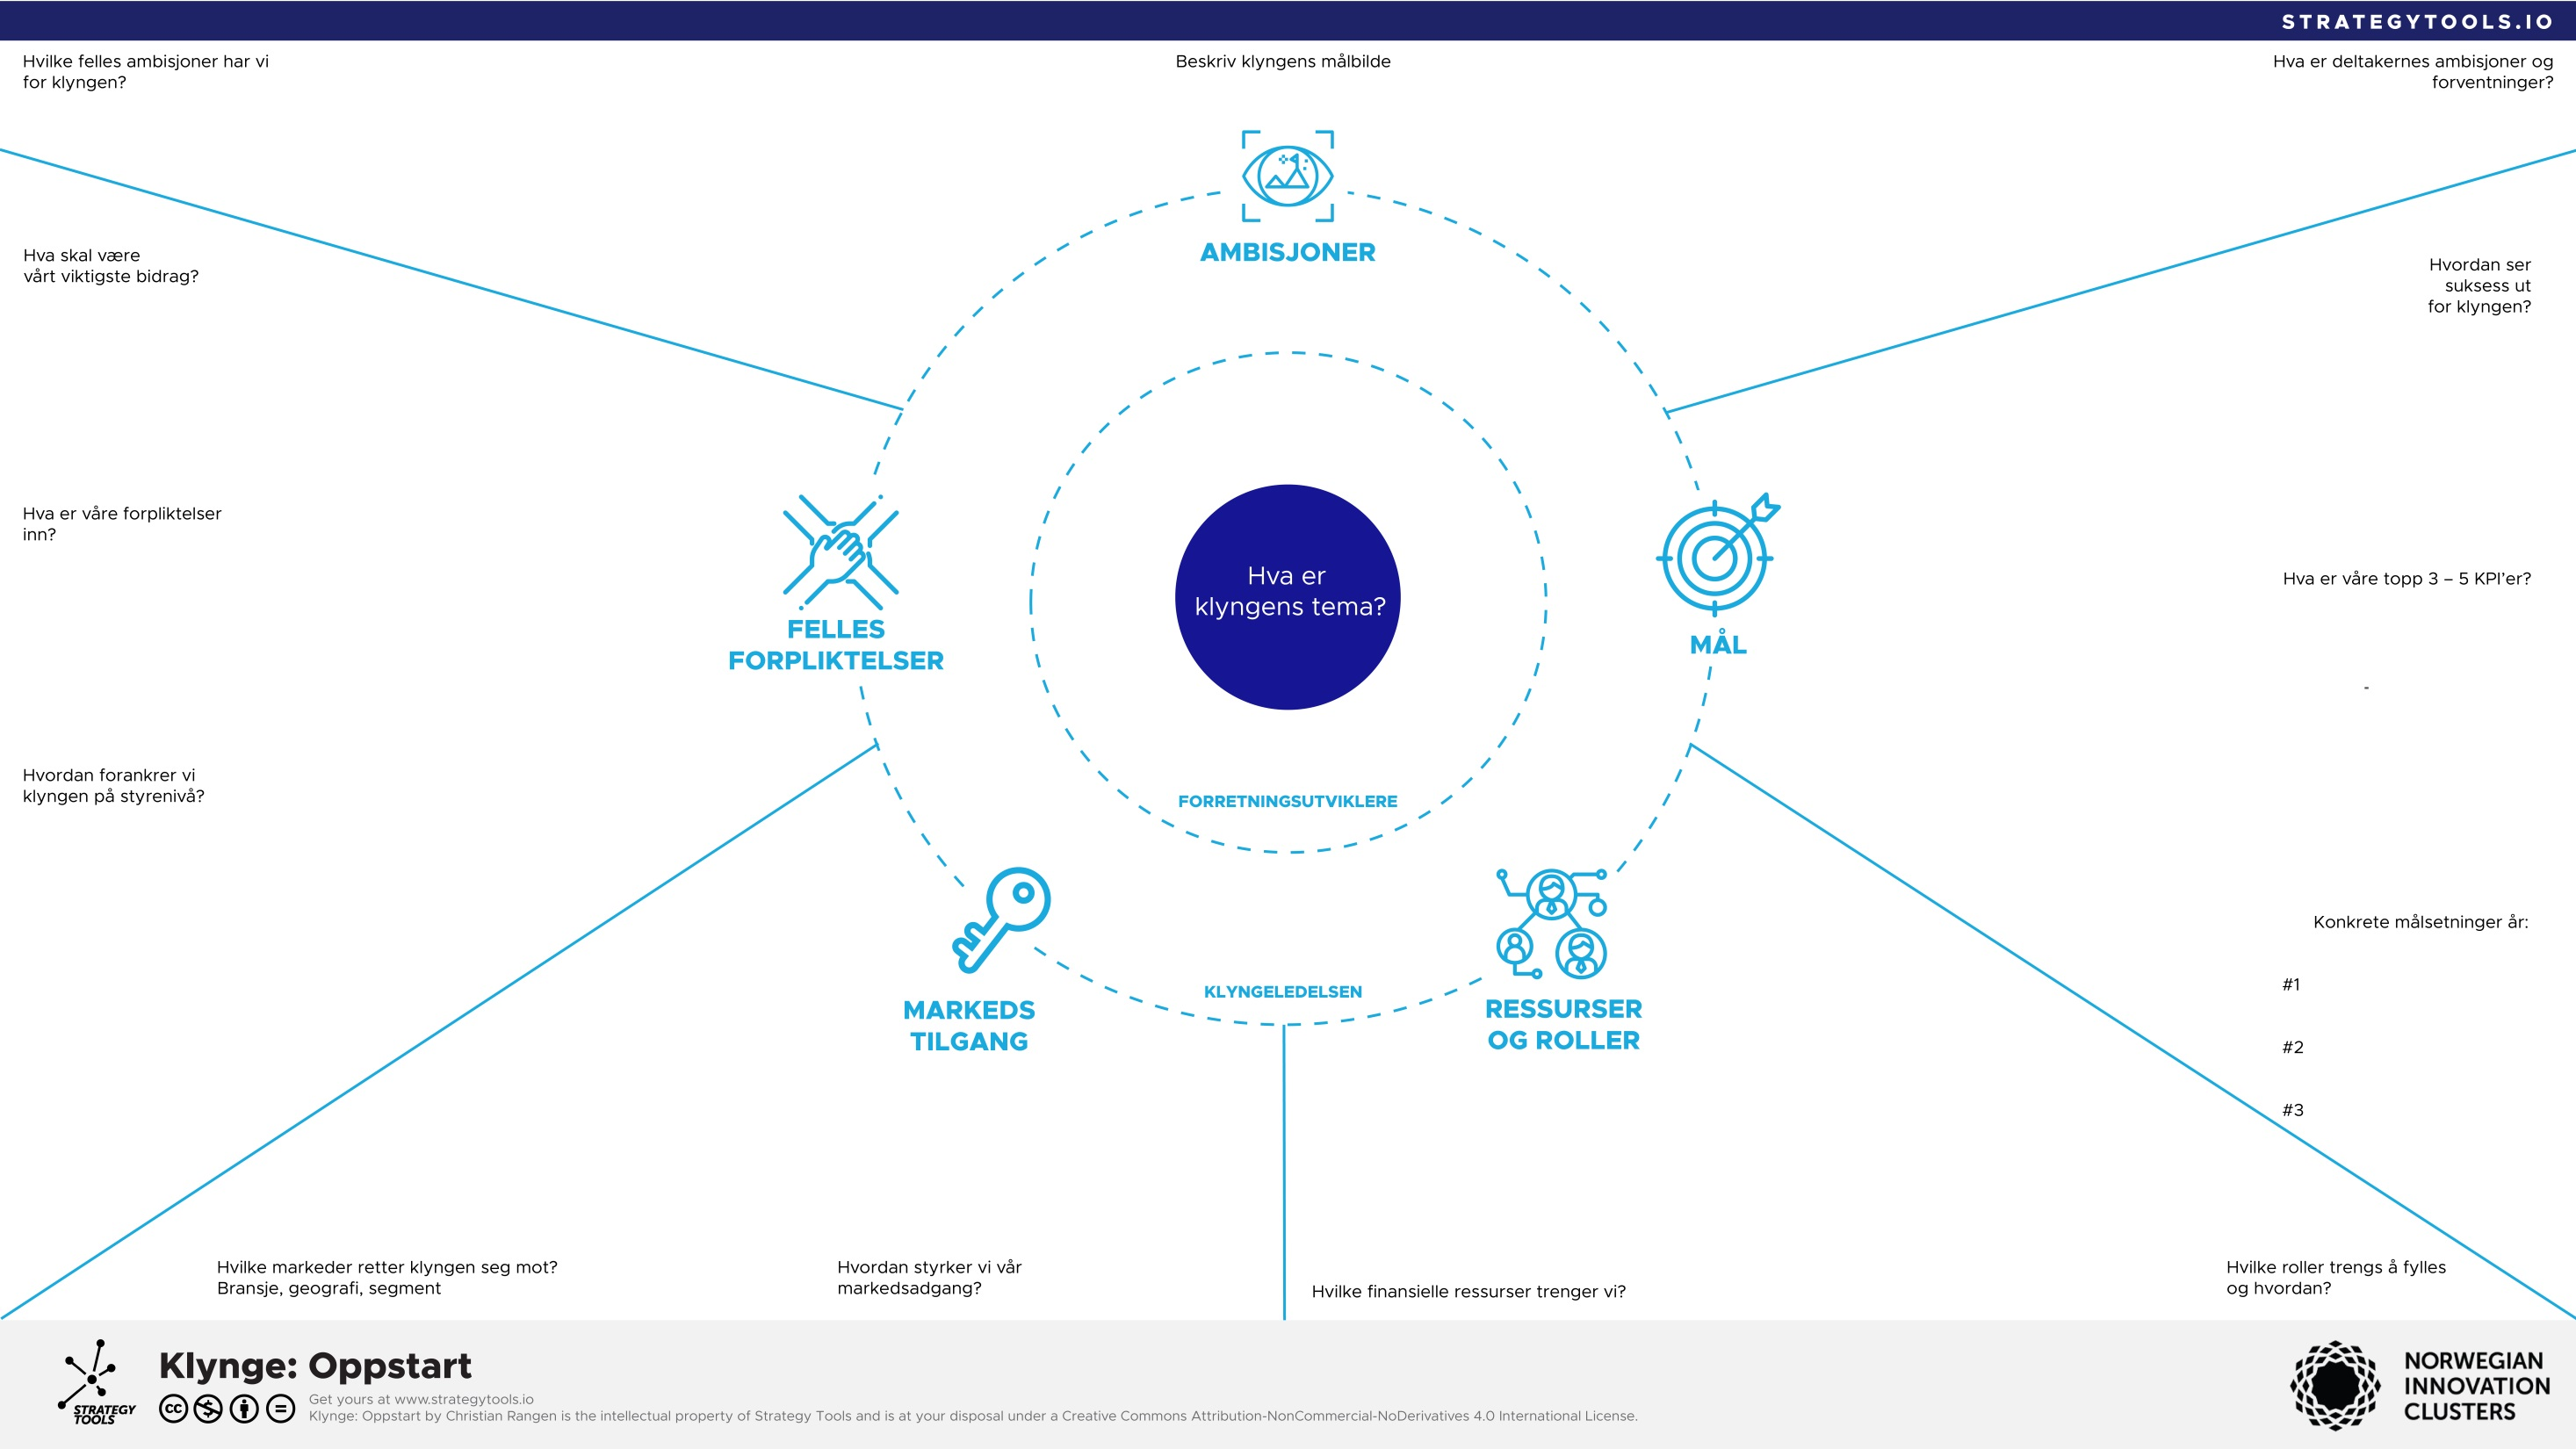 STRATEGYTOOLS.IO
Hvilke felles ambisjoner har vi
for klyngen?
Beskriv klyngens målbilde
Hva er deltakernes ambisjoner og
forventninger?
AMBISJONER
Hva skal være
vårt viktigste bidrag?
Hvordan ser
suksess ut
for klyngen?
Hva er våre forpliktelser
inn?
Hva er
klyngens tema?
Hva er våre topp 3 – 5 KPI'er?
FELLES
FORPLIKTELSER
MÅL
-
Hvordan forankrer vi
klyngen på styrenivå?
FORRETNINGSUTVIKLERE
Konkrete målsetninger år:
#1
#2
#3
KLYNGELEDELSEN
MARKEDS
TILGANG
RESSURSER
OG ROLLER
Hvilke markeder retter klyngen seg mot?
Bransje, geografi, segment
Hvordan styrker vi vår
markedsadgang?
Hvilke finansielle ressurser trenger vi?
Hvilke roller trengs å fylles
og hvordan?
STRATEGY
TOOLS
Klynge: Oppstart
cc
Get yours at www.strategytools.io
Klynge: Oppstart by Christian Rangen is the intellectual property of Strategy Tools and is at your disposal under a Creative Commons Attribution-NonCommercial-NoDerivatives 4.0 International License.
NORWEGIAN
INNOVATION
CLUSTERS